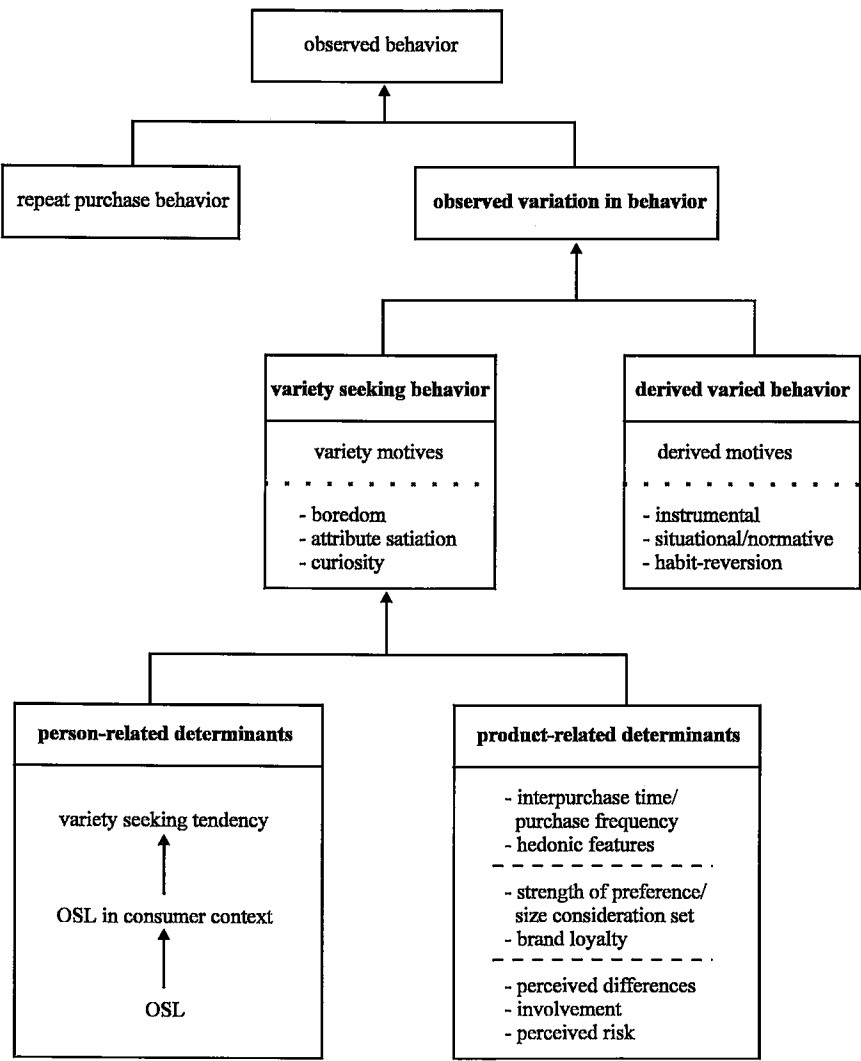 observed behavior
repeat purchase behavior
observed variation in behavior
variety seeking behavior
variety motives
- boredom
- attribute satiation
- curiosity
derived varied behavior
derived motives
- instrumental
- situational/normative
- habit-reversion
person-related determinants
variety seeking tendency
OSL in consumer context
OSL
product-related determinants
- interpurchase time/
purchase frequency
- hedonic features
- strength of preference/
size consideration set
- brand loyalty
- perceived differences
- involvement
- perceived risk